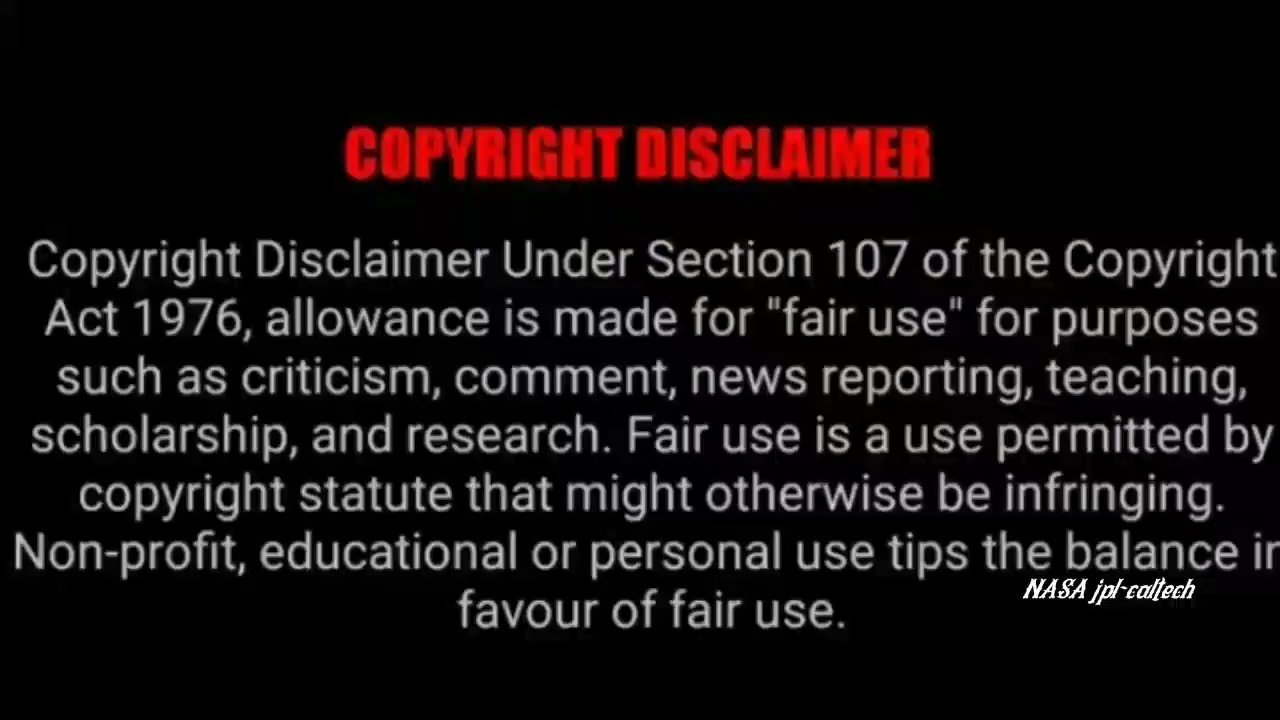 COPYRIGHT DISCLAIMER
Copyright Disclaimer Under Section 107 of the Copyright
Act 1976, allowance is made for "fair use" for purposes
such as criticism, comment, news reporting, teaching,
scholarship, and research. Fair use is a use permitted by
copyright statute that might otherwise be infringing.
Non-profit, educational or personal use tips the balance in
NASA jpl-caltech
favour of fair use.